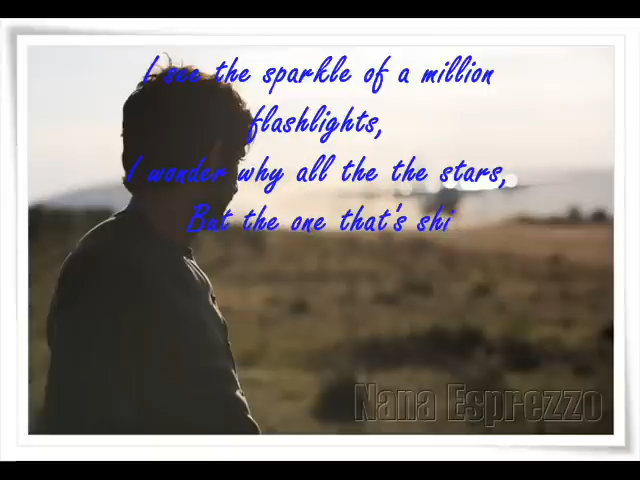 I see the sparkle of a million
flashlights,
I wonder why all the the stars,
But the one that's shi
Nana Esprezzo